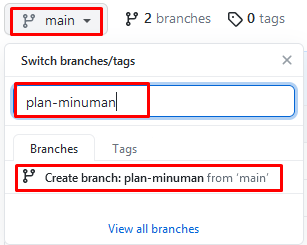 main 2 branches 0 tags
Switch branches/tags
plan-minuman
Branches Tags
Create branch: plan-minuman from 'main'
View all branches